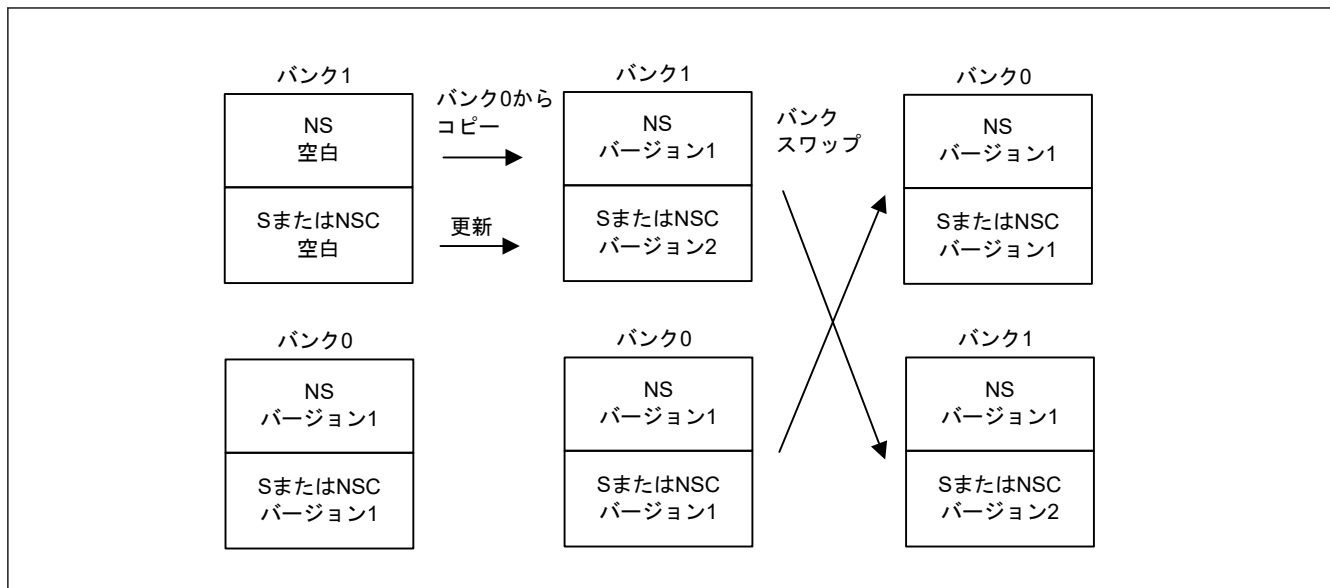 バンク1
NS
空白
SまたはNSC
空白
バンク0から
コピー
更新
バンク1
NS
バージョン1
SまたはNSC
バージョン2
バンク
スワップ
バンク0
NS
バージョン1
SまたはNSC
バージョン1
バンク0
NS
バージョン1
SまたはNSC
バージョン1
バンク0
NS
バージョン1
SまたはNSC
バージョン1
バンク1
NS
バージョン1
SまたはNSC
バージョン2